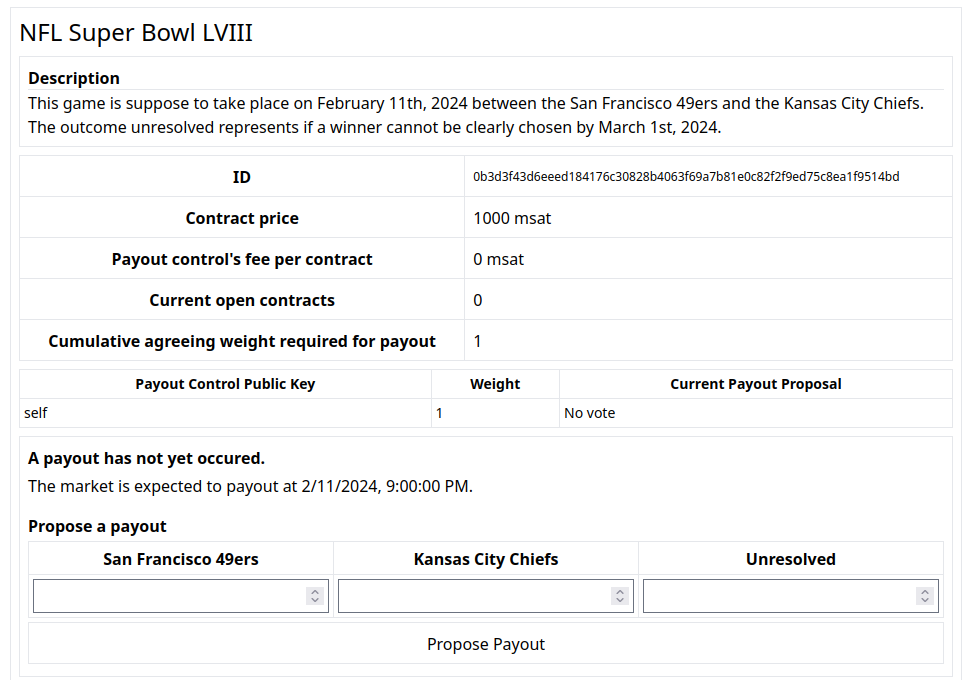 NFL Super Bowl LVIII
Description
This game is suppose to take place on February 11th, 2024 between the San Francisco 49ers and the Kansas City Chiefs.
The outcome unresolved represents if a winner cannot be clearly chosen by March 1st, 2024.
ID 0b3d3f43d6eeed184176c30828b4063f69a7b81e0c82f2f9ed75c8ea1f9514bd
Contract price 1000 msat
Payout control's fee per contract 0 msat
Current open contracts 0
Cumulative agreeing weight required for payout 1
Payout Control Public Key Weight Current Payout Proposal
self 1 No vote
A payout has not yet occured.
The market is expected to payout at 2/11/2024, 9:00:00 PM.
Propose a payout
San Francisco 49ers Kansas City Chiefs Unresolved
Propose Payout